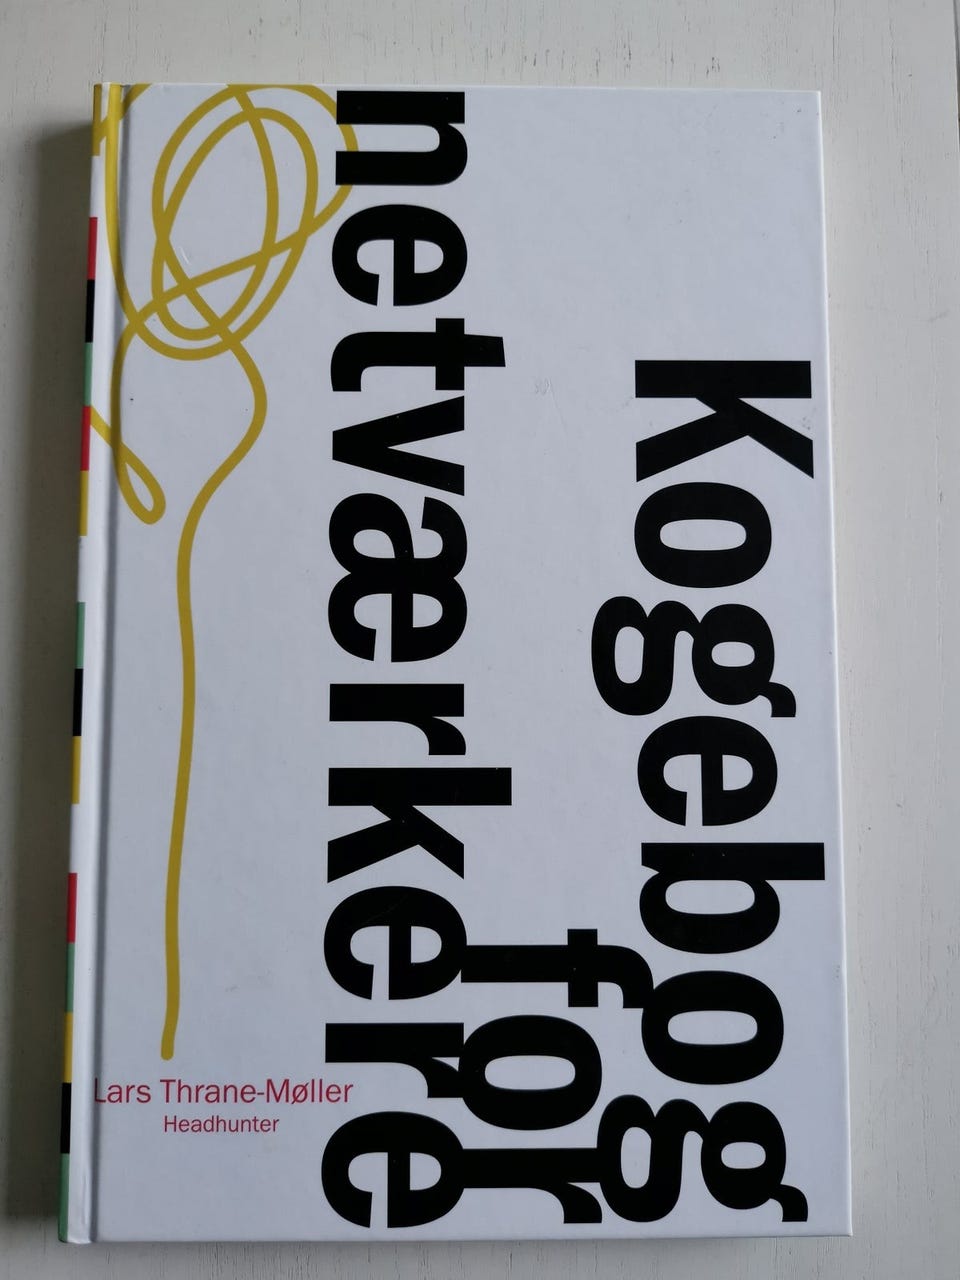 Kogebog
for
netværkere
Lars Thrane-Møller
Headhunter